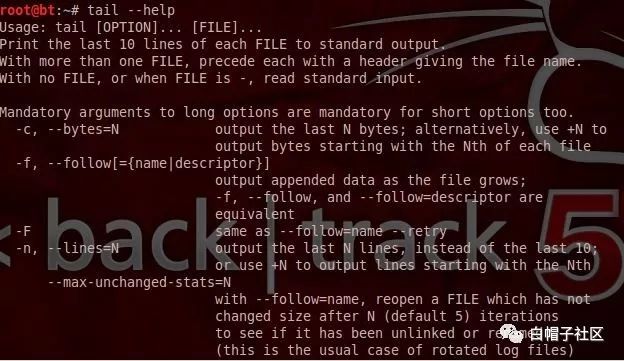 root@bt:~# tail --help
Usage: tail [OPTION]... [FILE]...
Print the last 10 lines of each FILE to standard output.
With more than one FILE, precede each with a header giving the file name.
With no FILE, or when FILE is -, read standard input.
Mandatory arguments to long options are mandatory for short options too.
-c, --bytes=N output the last N bytes; alternatively, use +N to
output bytes starting with the Nth of each file
-f, --follow[={name|descriptor}]
output appended data as the file grows;
-f, --follow, and --follow=descriptor are
equivalent
-F same as --follow=name --retry
-n, --lines=N output the last N lines, instead of the last 10;
or use +N to output lines starting with the Nth
--max-unchanged-stats=N
with --follow=name, reopen a FILE which has not
changed size after N (default 5) iterations
to see if it has been unlinked or
(this is the usual case of rotated log files)
<< back | track 5
白帽子社区